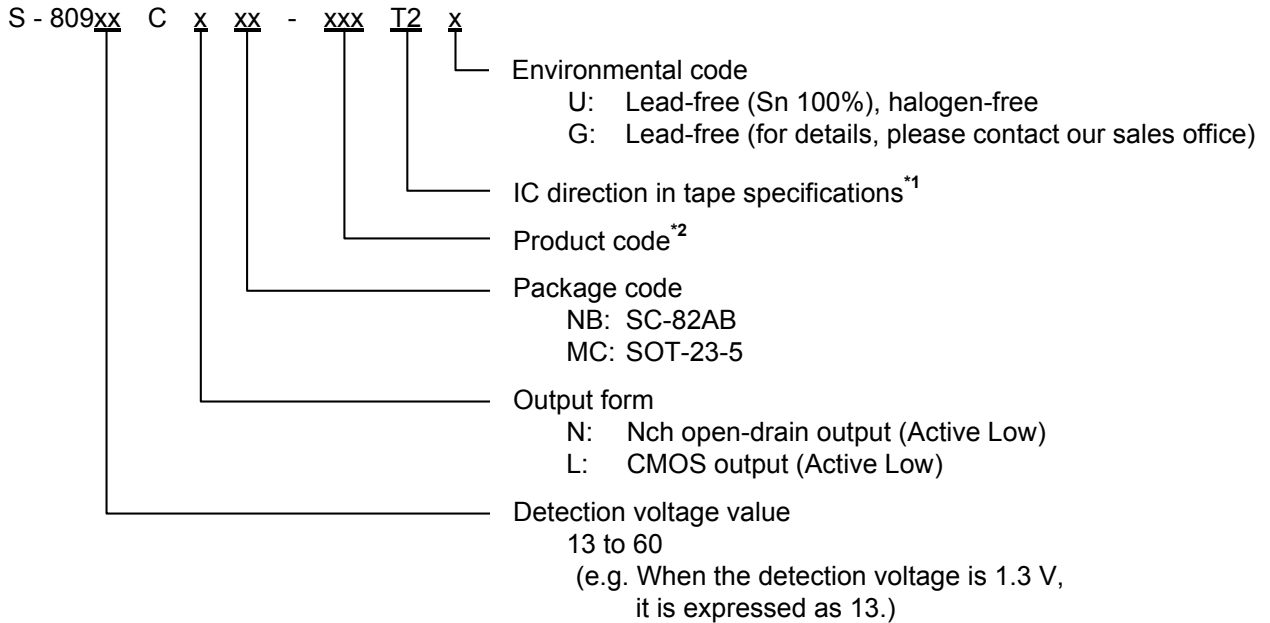 S - 809xx C x xx - xxx T2 x
Environmental code
U: Lead-free (Sn 100%), halogen-free
G: Lead-free (for details, please contact our sales office)
IC direction in tape specifications*1
Product code*2
Package code
NB: SC-82AB
MC: SOT-23-5
Output form
N: Nch open-drain output (Active Low)
L: CMOS output (Active Low)
Detection voltage value
13 to 60
(e.g. When the detection voltage is 1.3 V,
it is expressed as 13.)